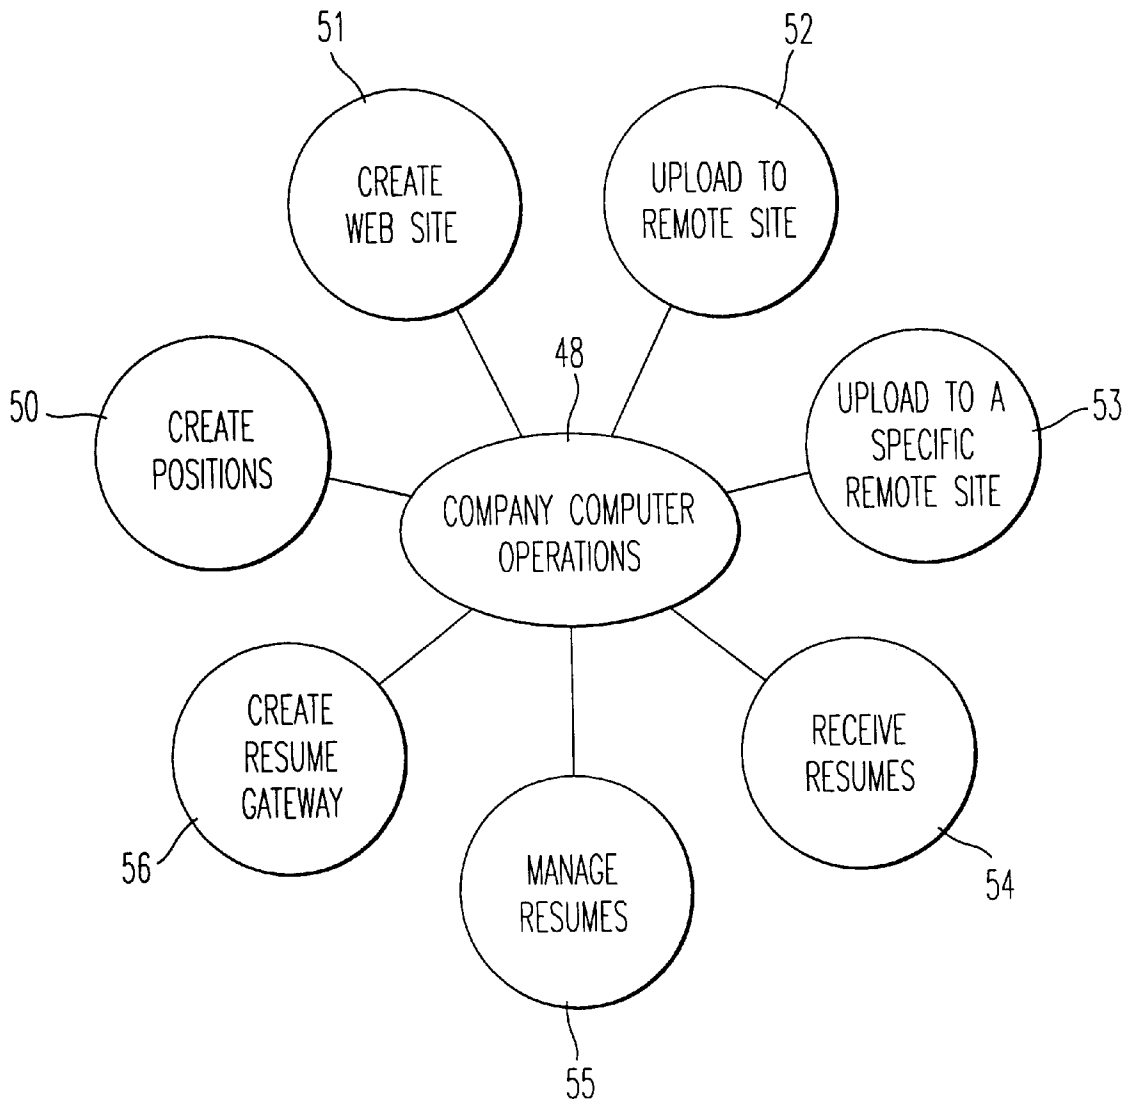 51
52
CREATE
WEB SITE
UPLOAD TO
REMOTE SITE
48
50
CREATE
POSITIONS
UPLOAD TO A
SPECIFIC
REMOTE SITE
53
COMPANY COMPUTER
OPERATIONS
CREATE
RESUME
GATEWAY
56
RECEIVE
RESUMES
54
MANAGE
RESUMES
55